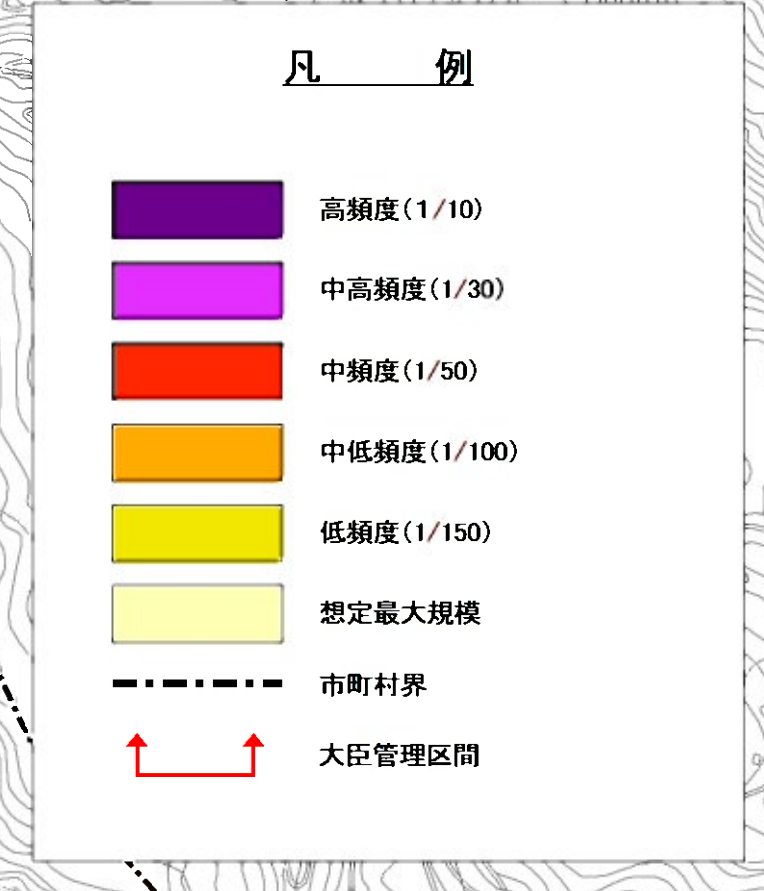 凡 例
高頻度(1/10)
中高頻度(1/30)
中頻度(1/50)
中低頻度(1/100)
低頻度(1/150)
想定最大規模
市町村界
大臣管理区間